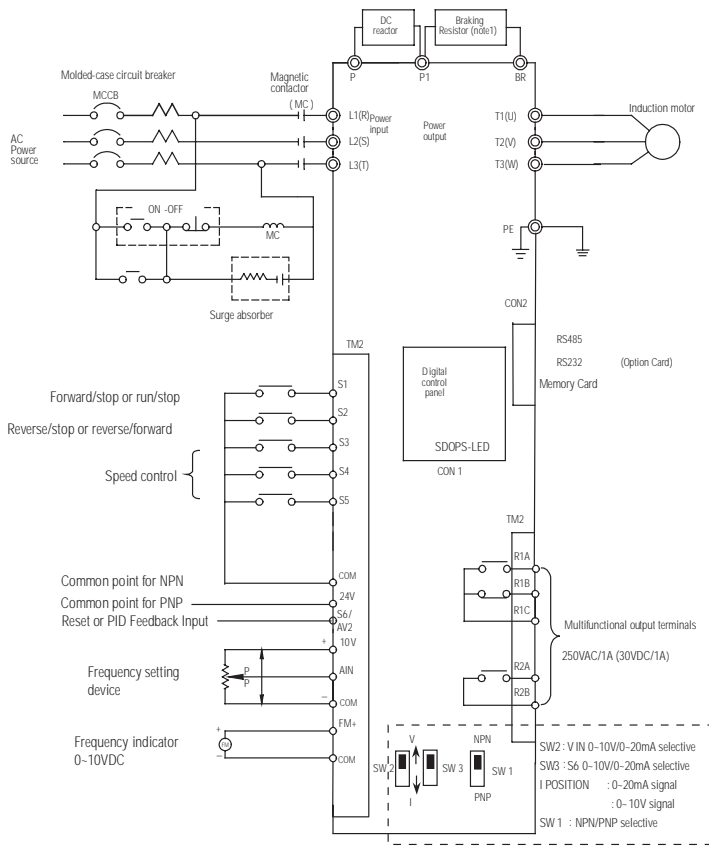 DC
reactor
Braking
Resistor (note1)
P
P1
BR
Molded-case circuit breaker
MCCB
Magnetic
contactor
( MC )
AC
Power
source
L1(R)
Power
input
L2(S)
L3(T)
Power
output
T1(U)
T2(V)
T3(W)
Induction motor
ON -OFF
MC
Surge absorber
PE
CON2
RS485
RS232
(Option Card)
Memory Card
Digital
control
panel
SDOPS-LED
CON 1
TM2
Forward/stop or run/stop
S1
Reverse/stop or reverse/forward
S2
S3
Speed control
S4
S5
Common point for NPN
COM
Common point for PNP
24V
Reset or PID Feedback Input
S6/
AV2
+
10V
Frequency setting
device
P
P
AIN
−
COM
Frequency indicator
0~10VDC
+
FM
−
FM+
COM
TM2
R1A
R1B
R1C
R2A
R2B
Multifunctional output terminals
250VAC/1A (30VDC/1A)
V
I
SW 2
SW 3
NPN
SW 1
PNP
SW2 : V IN 0~10V/0~20mA selective
SW3 : S6 0~10V/0~20mA selective
I POSITION : 0~20mA signal
: 0~10V signal
SW 1 : NPN/PNP selective